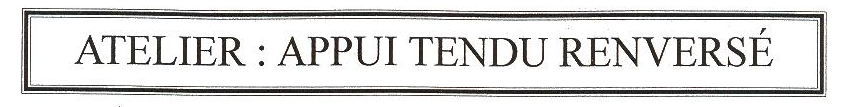 ATELIER : APPUI TENDU RENVERSÉ